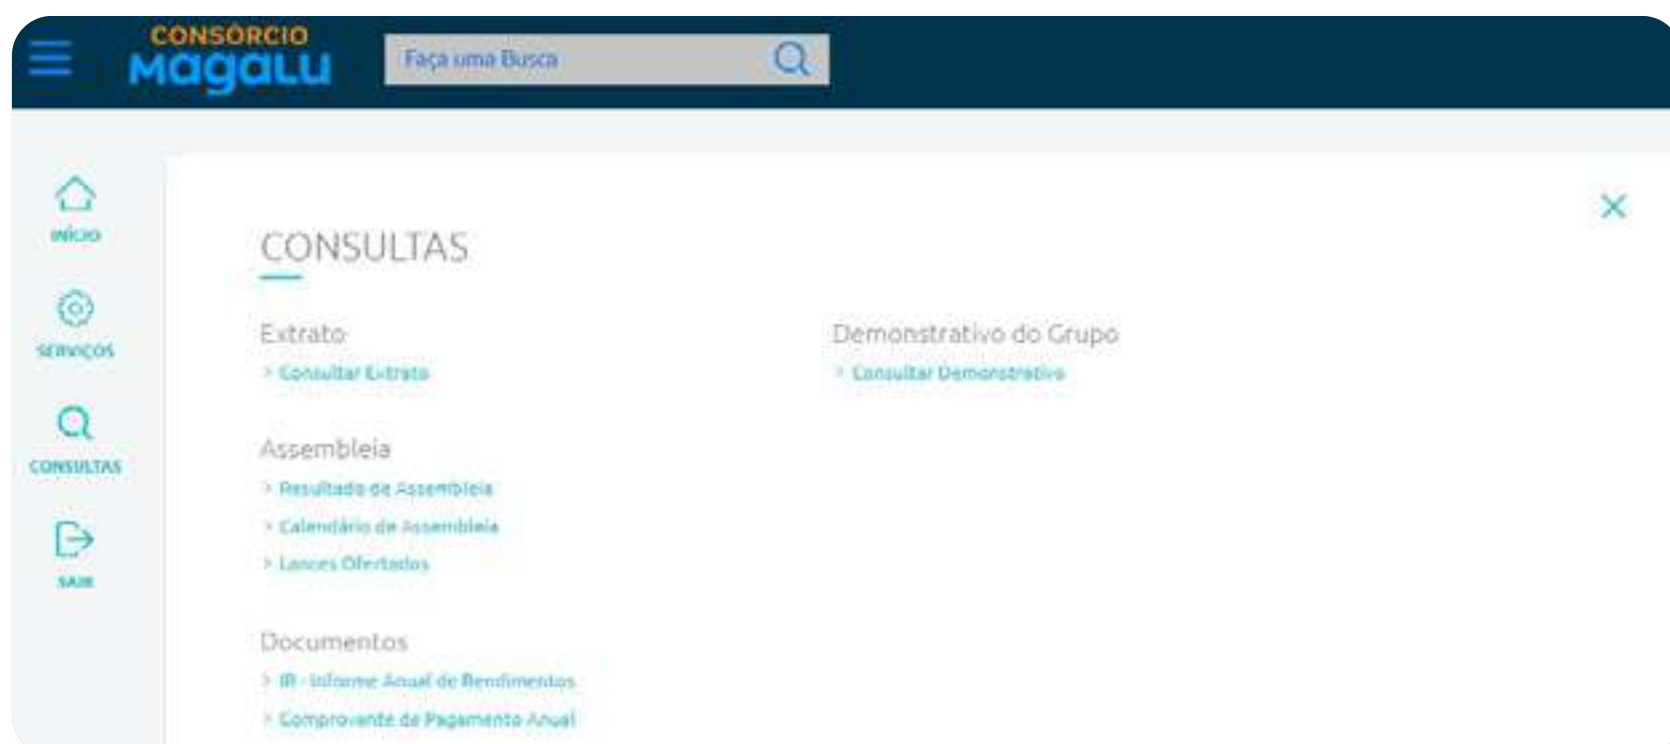 CONSÓRCIO
Magalu
Faça uma Busca
INÍCIO
SERVIÇOS
CONSULTAS
SAIR
CONSULTAS
Extrato
> Consultar Extrato
Assembleia
> Resultado de Assembleia
> Calendário de Assembleia
> Lances Ofertados
Documentos
> IR - Informe Anual de Rendimentos
> Comprovante de Pagamento Anual
Demonstrativo do Grupo
> Consultar Demonstrativo